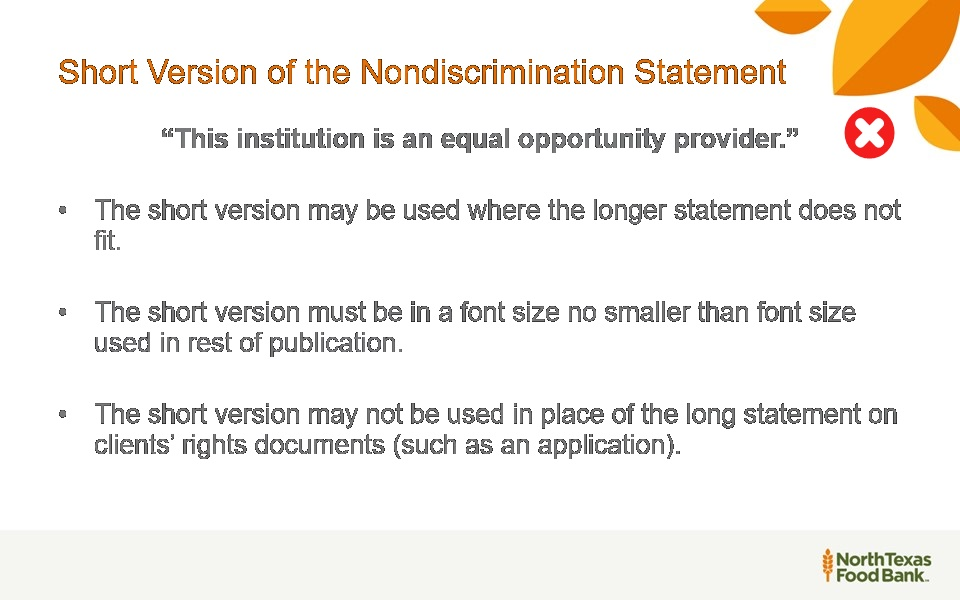 Short Version of the Nondiscrimination Statement
“This institution is an equal opportunity provider.”
• The short version may be used where the longer statement does not
fit.
• The short version must be in a font size no smaller than font size
used in rest of publication.
• The short version may not be used in place of the long statement on
clients’ rights documents (such as an application).
North Texas
Food Bank